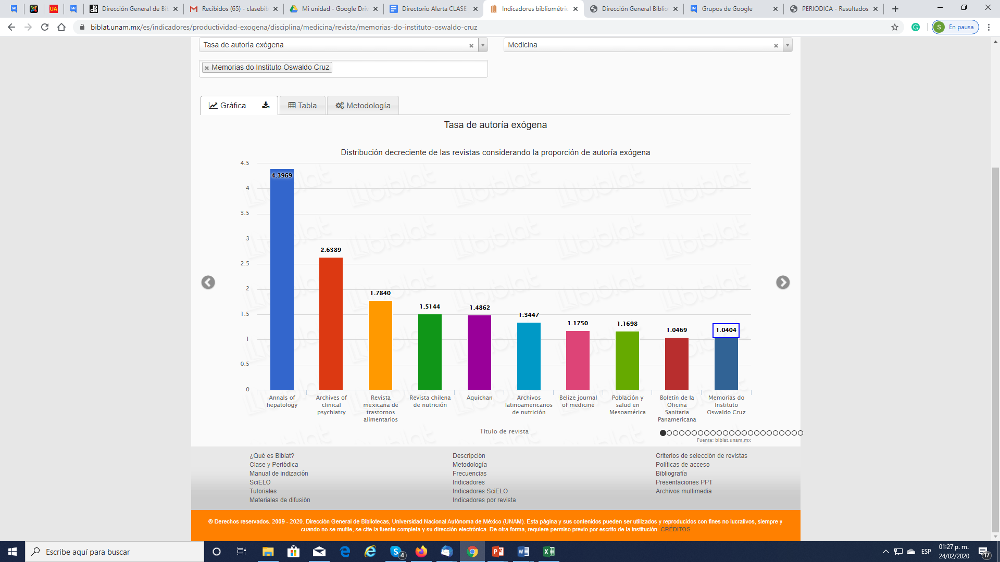 Dirección General de Bib
Recibidos (65) - clasebib
Mi unidad - Google Driv
Directorio Alerta CLASE
Indicadores bibliométric
Dirección General Bibliot
Grupos de Google
PERIODICA - Resultados
UA
biblat.unam.mx/es/indicadores/productividad-exogena/disciplina/medicina/revista/memorias-do-instituto-oswaldo-cruz
S En pausa
Tasa de autoría exógena
Medicina
× Memorias do Instituto Oswaldo Cruz
Gráfica
Tabla
Metodología
Tasa de autoría exógena
Distribución decreciente de las revistas considerando la proporción de autoría exógena
4.5
4
3.5
3
2.5
2
1.5
1
0.5
0
4.3969
2.6389
1.7840
1.5144
1.4862
1.3447
1.1750
1.1698
1.0469
1.0404
Annals of
hepatology
Archives of
clinical
psychiatry
Revista
mexicana de
trastornos
alimentarios
Revista chilena
de nutrición
Aquichan
Archivos
latinoamericanos
de nutrición
Belize journal
of medicine
Población y
salud en
Mesoamérica
Boletín de la
Oficina
Sanitaria
Panamericana
Memorias do
Instituto
Oswaldo Cruz
Título de revista
Fuente: biblat.unam.mx
biblat
¿Qué es Biblat?
Clase y Periódica
Manual de indización
SciELO
Tutoriales
Materiales de difusión
Descripción
Metodología
Frecuencias
Indicadores
Indicadores SciELO
Indicadores por revista
Criterios de selección de revistas
Políticas de acceso
Bibliografía
Presentaciones PPT
Archivos multimedia
® Derechos reservados. 2009 - 2020. Dirección General de Bibliotecas, Universidad Nacional Autónoma de México (UNAM). Esta página y sus contenidos pueden ser utilizados y reproducidos con fines no lucrativos, siempre y
cuando no se mutile, se cite la fuente completa y su dirección electrónica. De otra forma, requiere permiso previo por escrito de la institución. CRÉDITOS
Escribe aquí para buscar
4
ESP
01:27 p. m.
24/02/2020
17